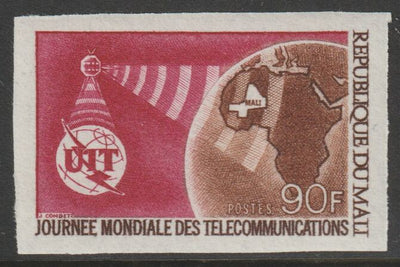 REPUBLIQUE DU MALI
MALI
UIT
POSTES 90F
J. COMBET
JOURNEE MONDIALE DES TELECOMMUNICATIONS